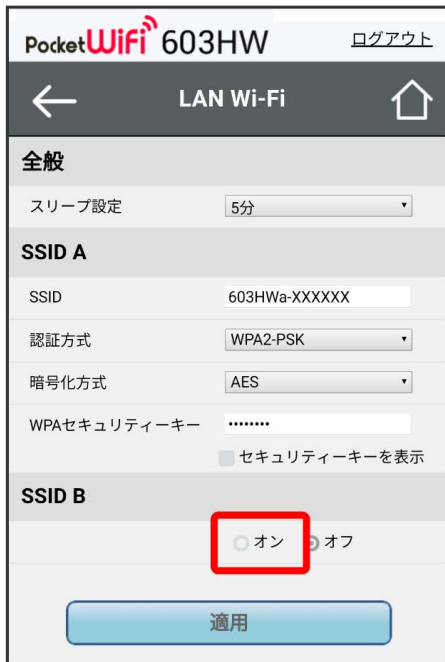 PocketWiFi 603HW ログアウト
LAN Wi-Fi
全般
スリープ設定 5分
SSID A
SSID 603HWa-XXXXXX
認証方式 WPA2-PSK
暗号化方式 AES
WPAセキュリティーキー ••••••••
セキュリティーキーを表示
SSID B
オン オフ
適用